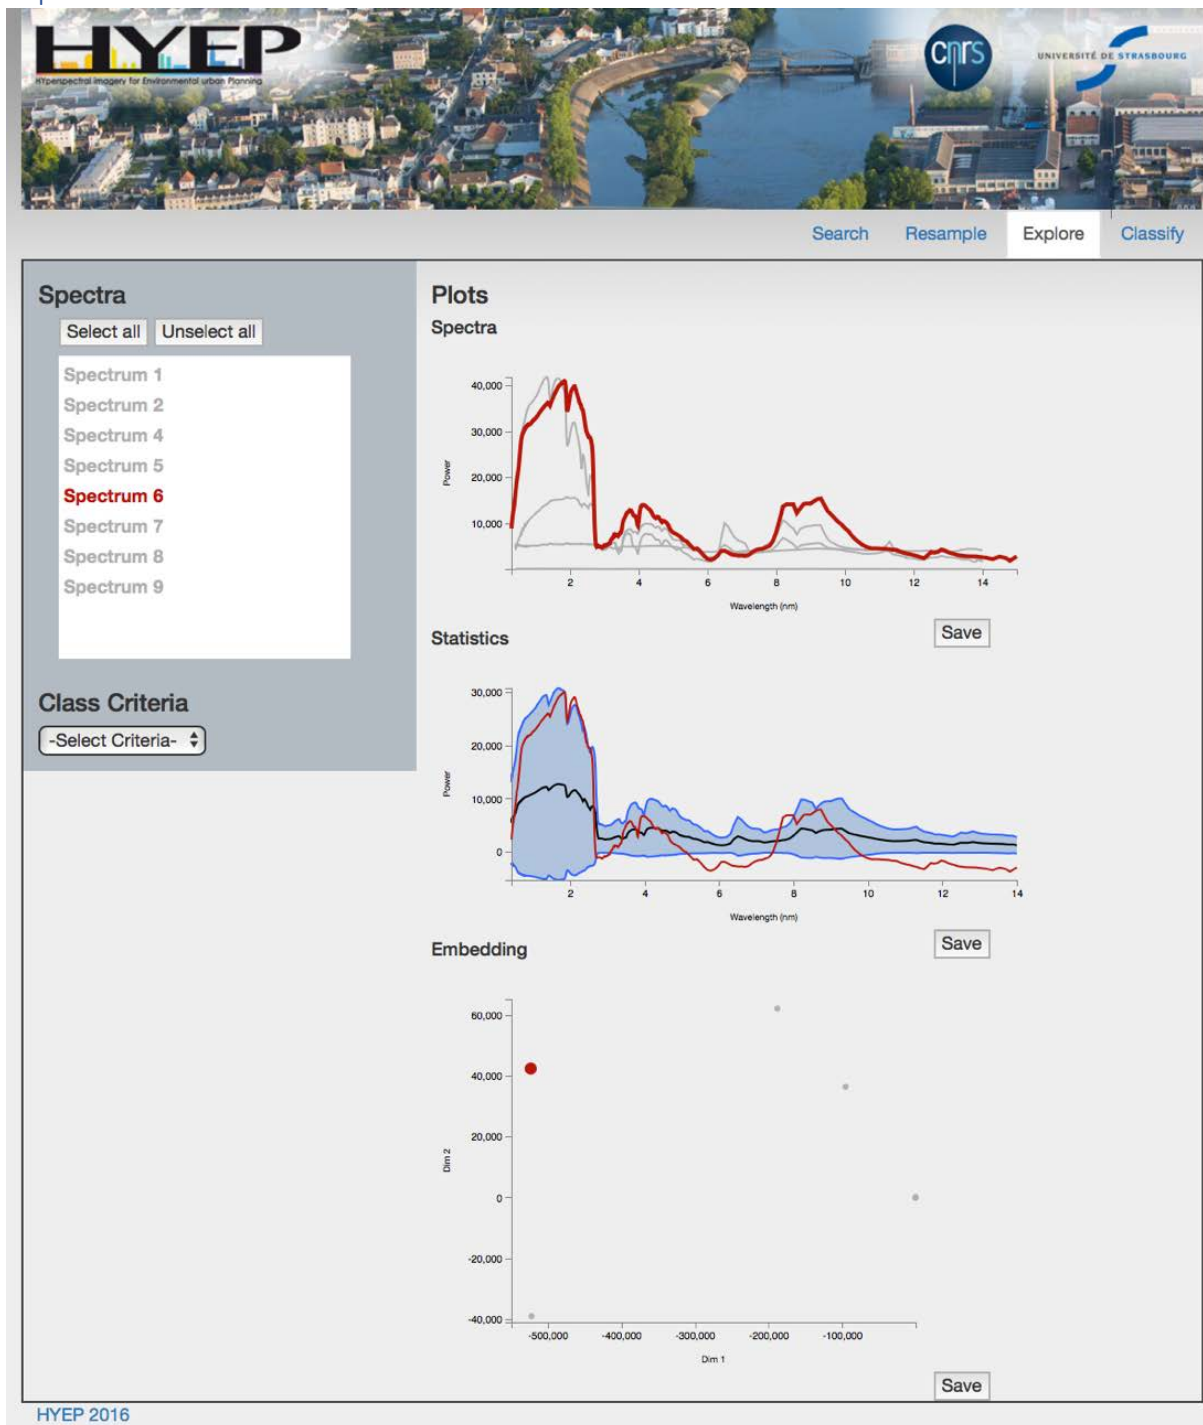 HYEP
HYperspectral imagery for Environmental urban Planning
cnrs
UNIVERSITÉ DE STRASBOURG
Search Resample Explore Classify
Spectra
Select all Unselect all
Spectrum 1
Spectrum 2
Spectrum 4
Spectrum 5
Spectrum 6
Spectrum 7
Spectrum 8
Spectrum 9
Class Criteria
-Select Criteria-
Plots
Spectra
40,000
30,000
20,000
10,000
Power
2 4 6 8 10 12 14
Wavelength (nm)
Save
Statistics
30,000
20,000
10,000
0
Power
2 4 6 8 10 12 14
Wavelength (nm)
Save
Embedding
60,000
40,000
20,000
0
-20,000
-40,000
Dim 2
-500,000 -400,000 -300,000 -200,000 -100,000
Dim 1
Save
HYEP 2016